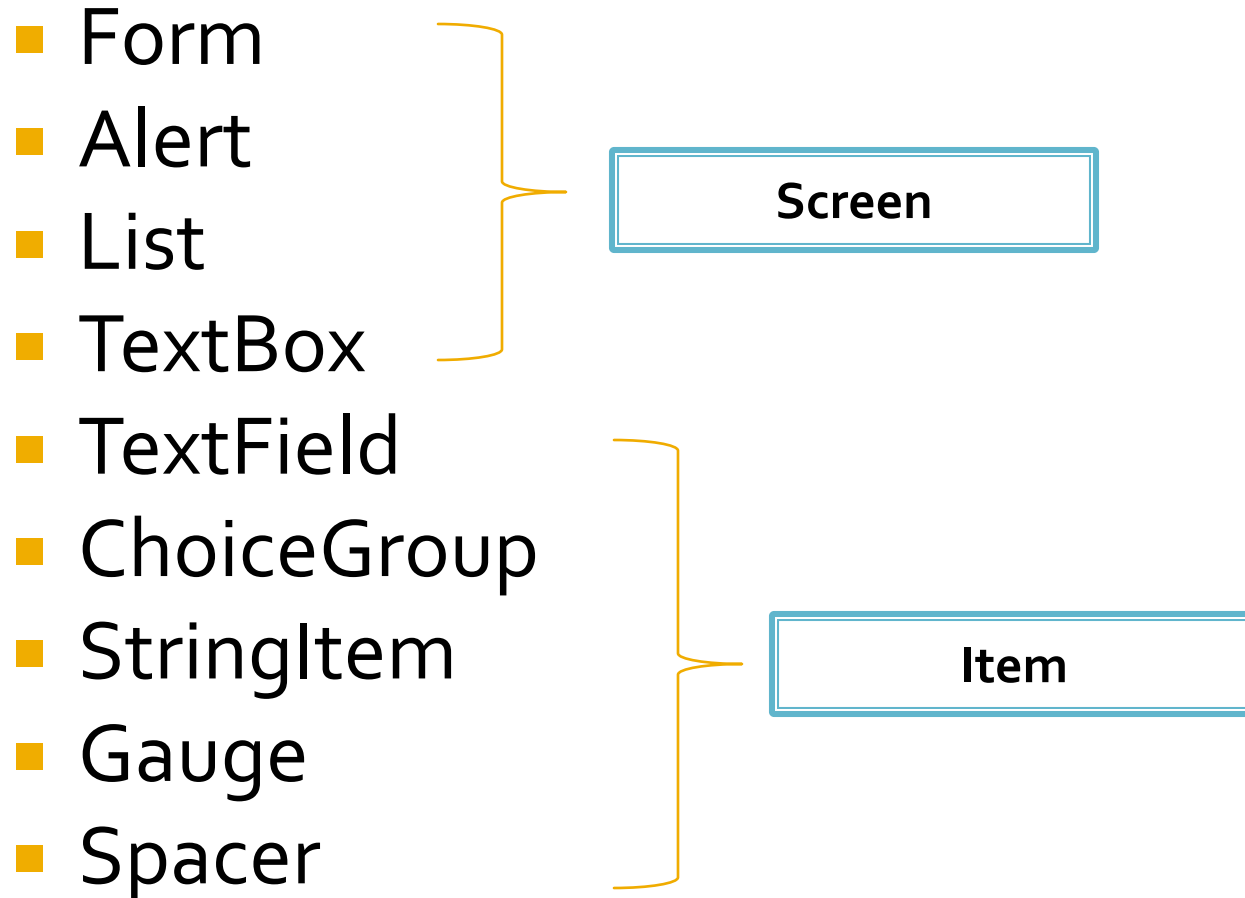 Form
Alert
List
TextBox
TextField
ChoiceGroup
StringItem
Gauge
Spacer
Screen
Item